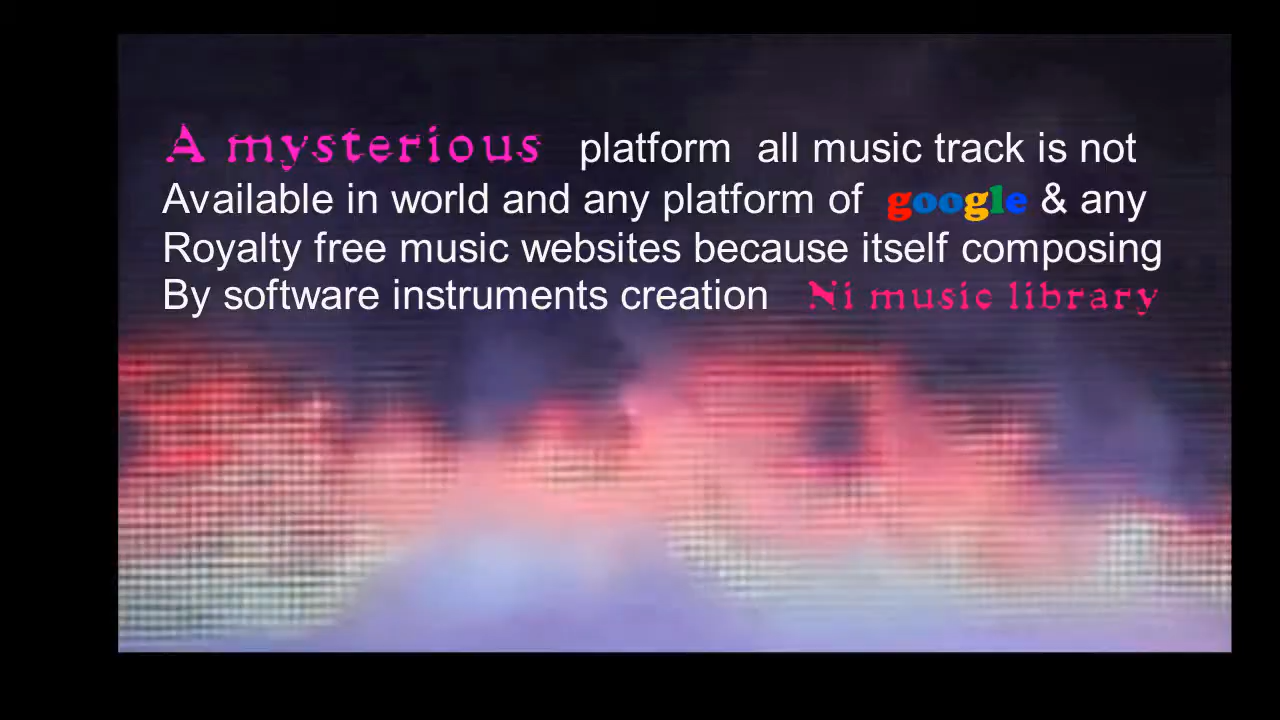 A mysterious platform all music track is not
Available in world and any platform of google & any
Royalty free music websites because itself composing
By software instruments creation Ni music library